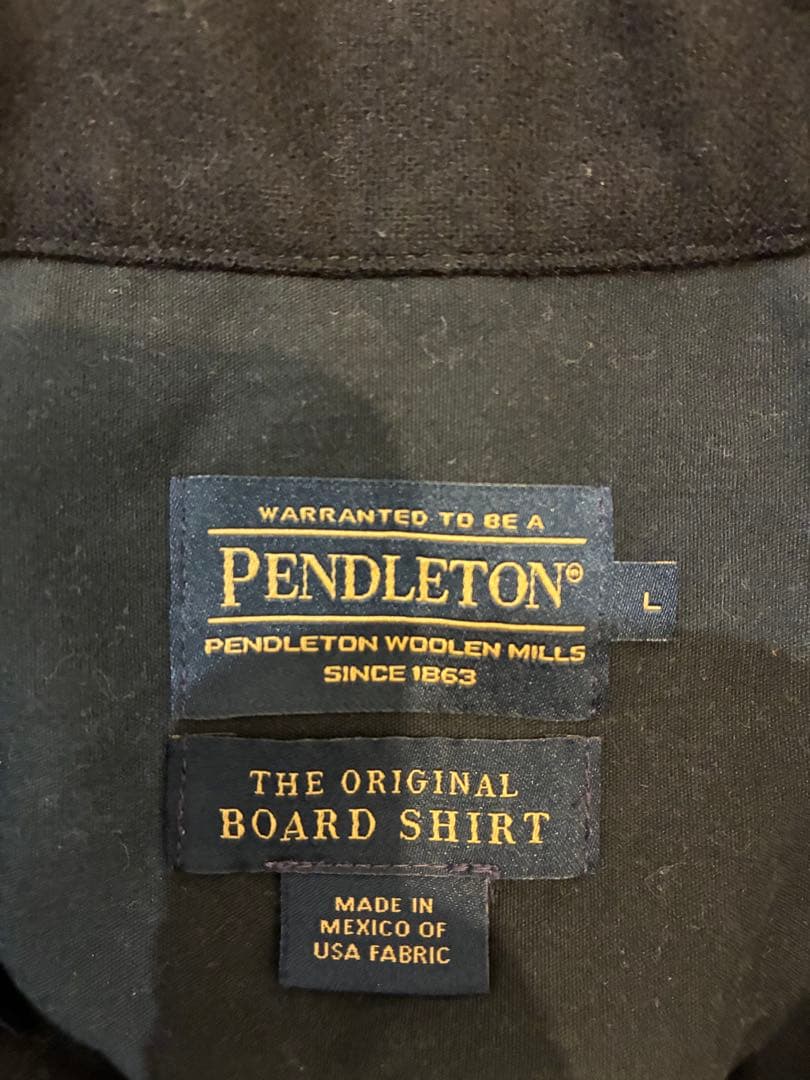 WARRANTED TO BE A
PENDLETON®
L
PENDLETON WOOLEN MILLS
SINCE 1863
THE ORIGINAL
BOARD SHIRT
MADE IN
MEXICO OF
USA FABRIC